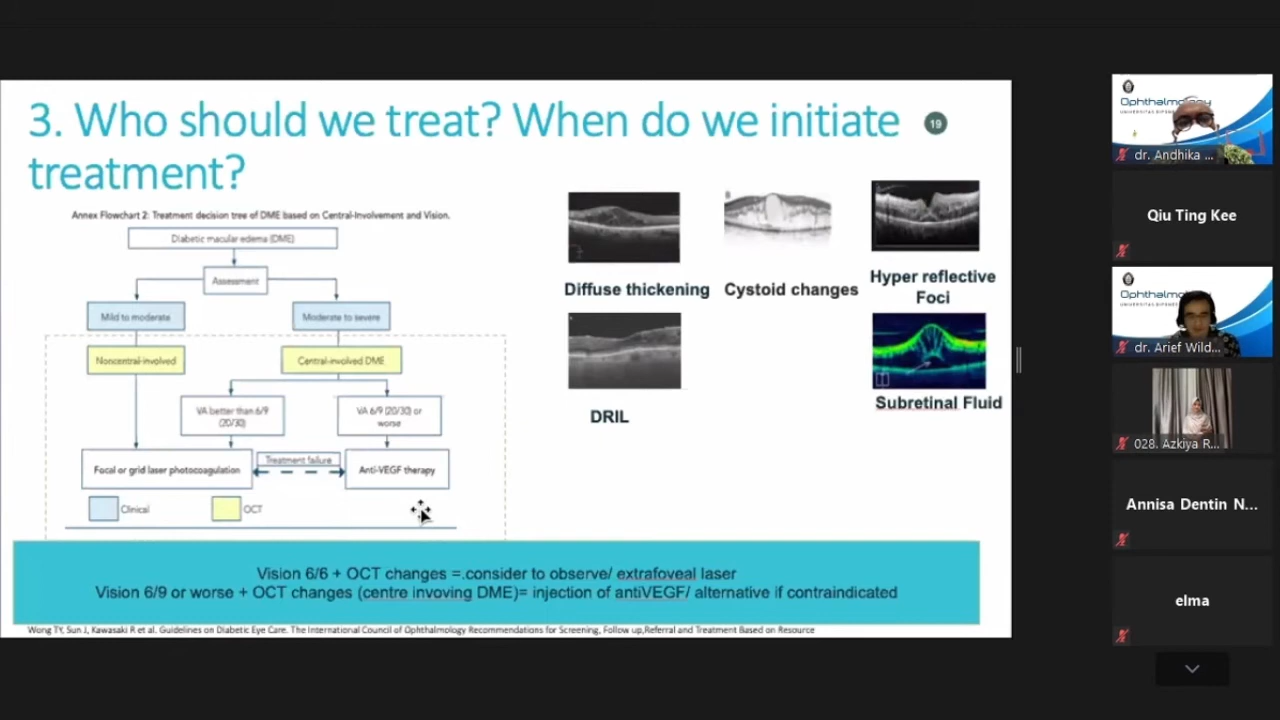 3. Who should we treat? When do we initiate
treatment?
19
Annex Flowchart 2: Treatment decision tree of DME based on Central-Involvement and Vision.
Diabetic macular edema (DME)
Assessment
Mild to moderate
Moderate to severe
Noncentral-involved
Central-involved DME
VA better than 6/9
(20/30)
VA 6/9 (20/30) or
worse
Focal or grid laser photocoagulation
Treatment failure
Anti-VEGF therapy
Clinical
OCT
Diffuse thickening
Cystoid changes
Hyper reflective
Foci
DRIL
Subretinal Fluid
Vision 6/6 + OCT changes =.consider to observe/ extrafoveal laser
Vision 6/9 or worse + OCT changes (centre invoving DME)= injection of antiVEGF/ alternative if contraindicated
Wong TY, Sun J, Kawasaki R et al. Guidelines on Diabetic Eye Care. The International Council of Ophthalmology Recommendations for Screening, Follow up,Referral and Treatment Based on Resource
Ophthalmology
dr. Andhika ...
Qiu Ting Kee
Ophthalmology
dr. Arief Wild...
028. Azkiya R...
Annisa Dentin N...
elma